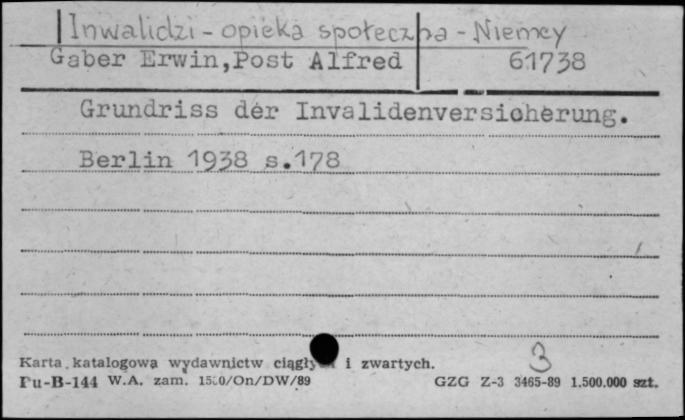 Inwalidzi - opieka społeczna - Niemcy
Gaber Erwin,Post Alfred 61738
Grundriss der Invalidenversicherung.
Berlin 1938 s.178
3
Karta katalogowa wydawnictw ciągłych i zwartych.
Pu-B-144 W.A. zam. 1520/On/DW/89 GZG Z-3 3465-89 1.500.000 szt.